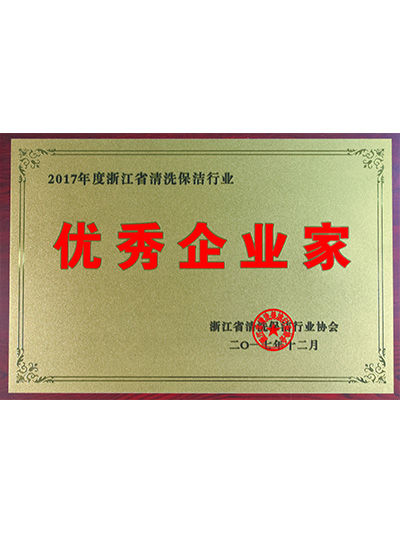 2017年度浙江省清洗保洁行业
优秀企业家
浙江省清洗保洁行业协会
二〇一七年十二月